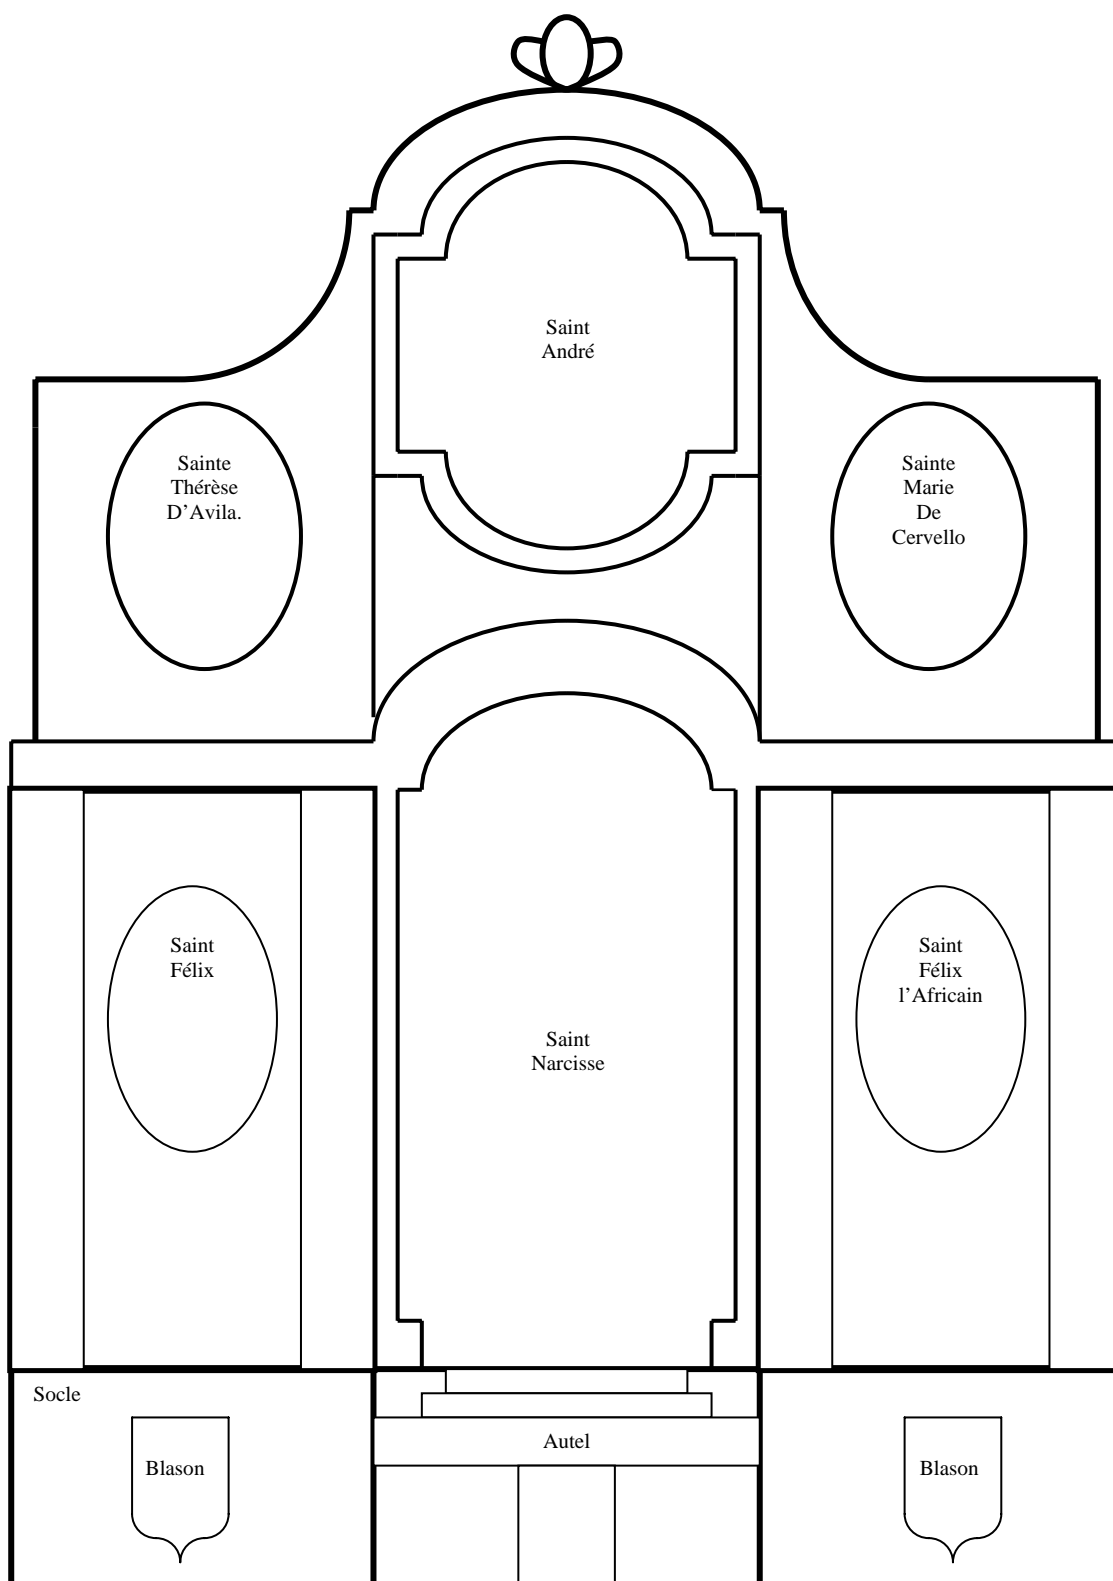 Saint
André
Sainte
Thérèse
D'Avila.
Sainte
Marie
De
Cervello
Saint
Félix
Saint
Félix
l'Africain
Saint
Narcisse
Socle
Autel
Blason
Blason